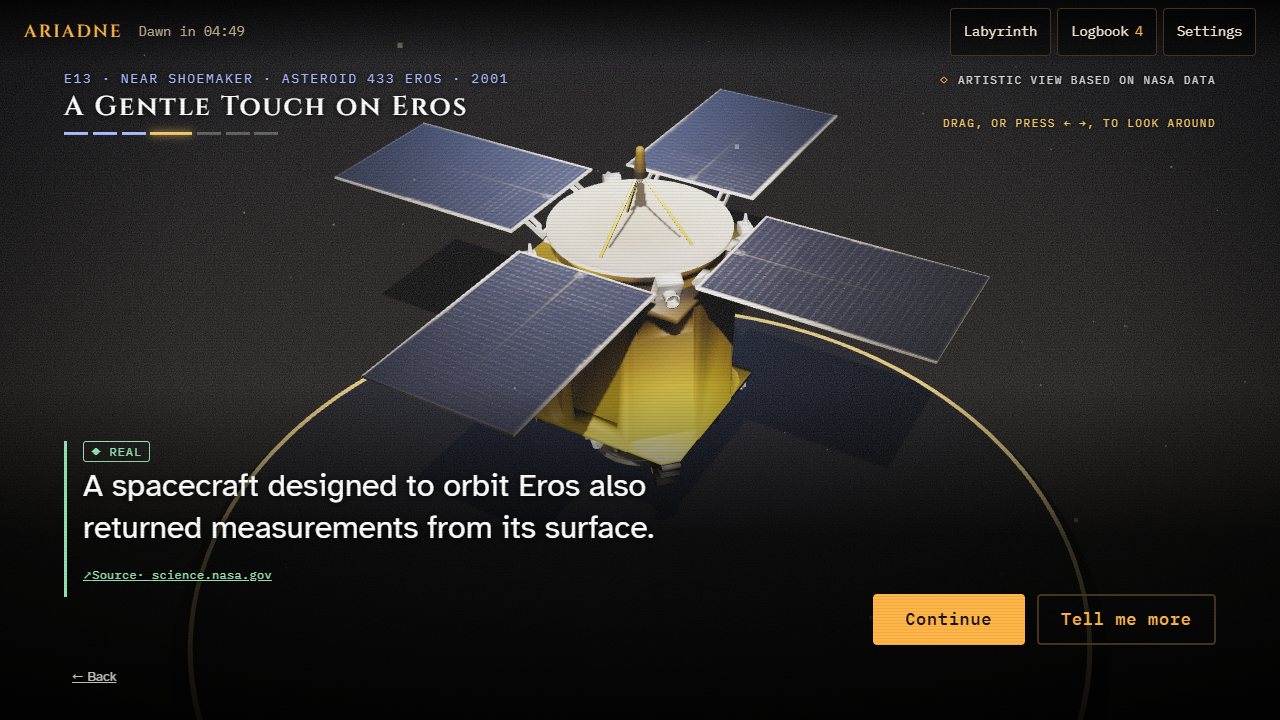 ARIADNE Dawn in 04:49 Labyrinth Logbook 4 Settings
E13 · NEAR SHOEMAKER · ASTEROID 433 EROS · 2001
A Gentle Touch on Eros
◇ ARTISTIC VIEW BASED ON NASA DATA
DRAG, OR PRESS ← →, TO LOOK AROUND
◆ REAL
A spacecraft designed to orbit Eros also
returned measurements from its surface.
↗Source· science.nasa.gov
Continue Tell me more
← Back